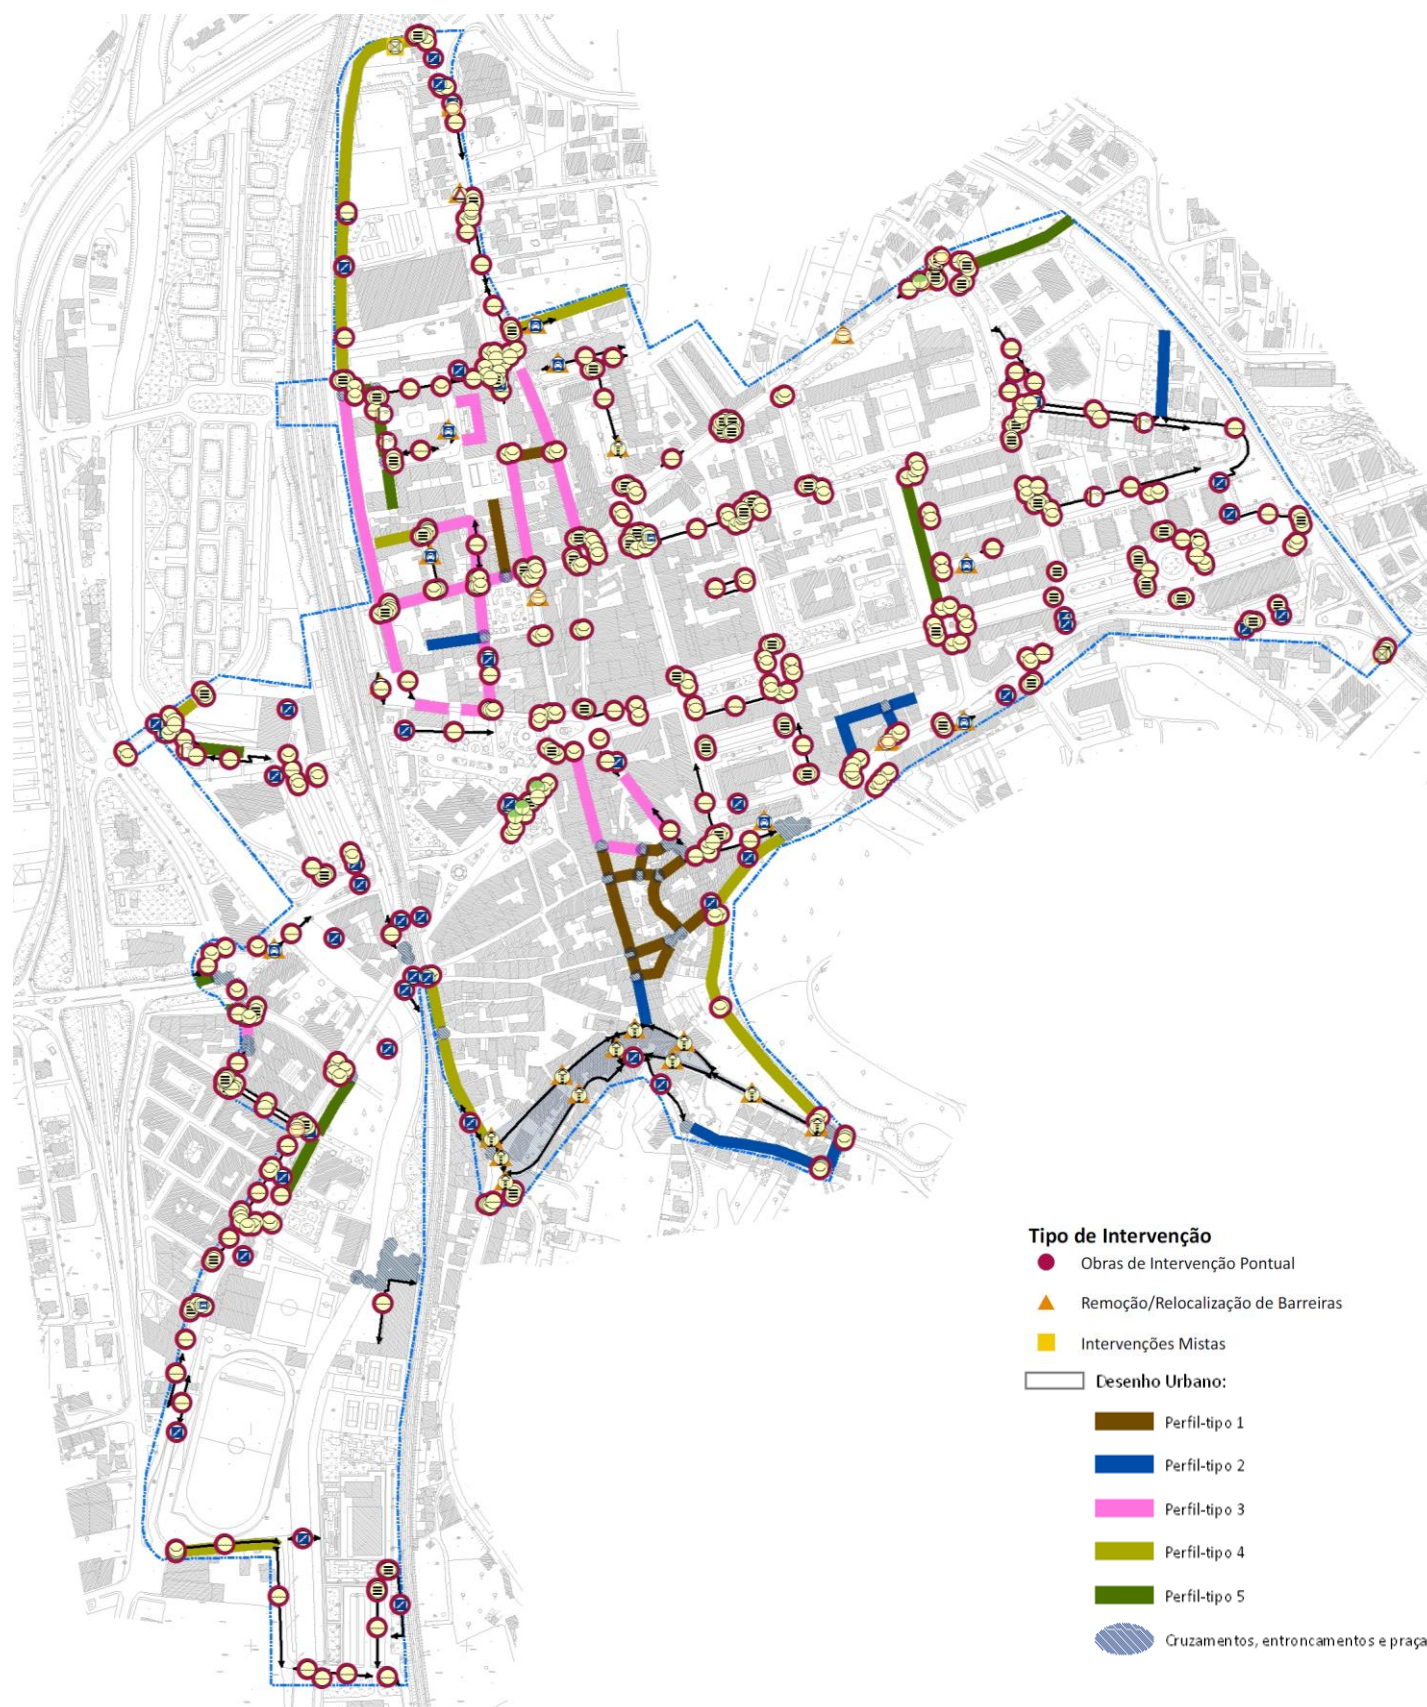 Tipo de Intervenção
Obras de Intervenção Pontual
Remoção/Relocalização de Barreiras
Intervenções Mistas
Desenho Urbano:
Perfil-tipo 1
Perfil-tipo 2
Perfil-tipo 3
Perfil-tipo 4
Perfil-tipo 5
Cruzamentos, entroncamentos e praça